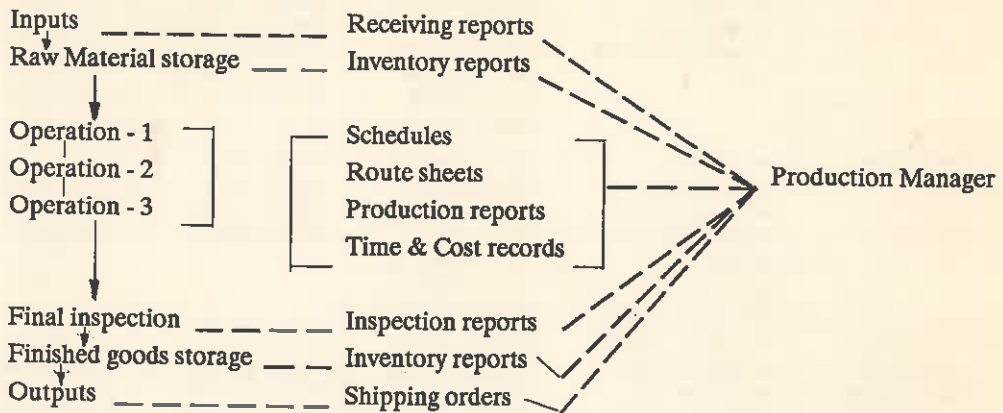 Inputs Receiving reports
Raw Material storage Inventory reports
Operation - 1 Schedules
Operation - 2 Route sheets Production Manager
Operation - 3 Production reports
Time & Cost records
Final inspection Inspection reports
Finished goods storage Inventory reports
Outputs Shipping orders